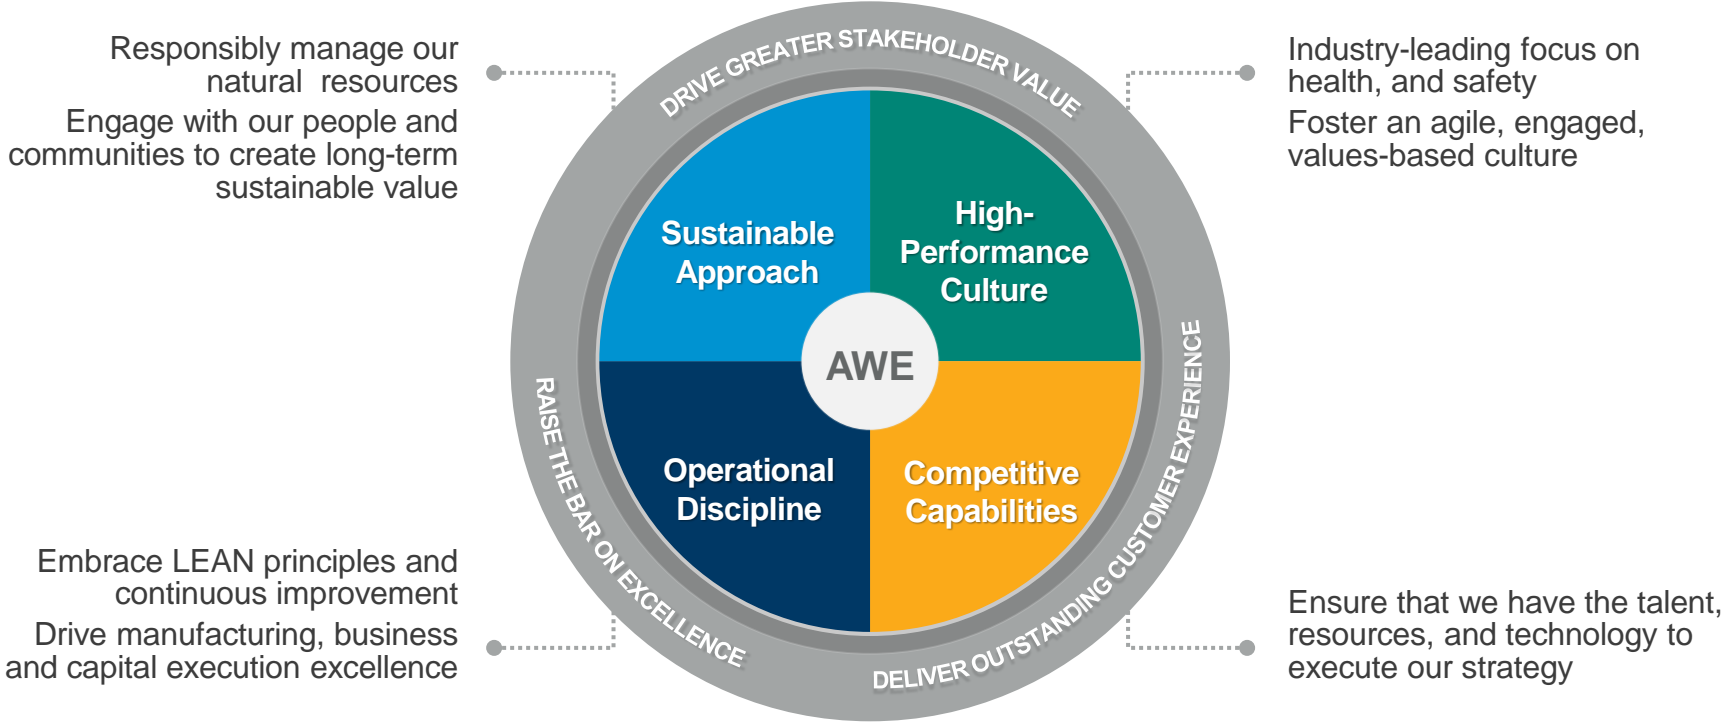 Responsibly manage our
natural resources
Engage with our people and
communities to create long-term
sustainable value
DRIVE GREATER STAKEHOLDER VALUE
Industry-leading focus on
health, and safety
Foster an agile, engaged,
values-based culture
Sustainable
Approach
High-
Performance
Culture
AWE
Operational
Discipline
Competitive
Capabilities
RAISE THE BAR ON EXCELLENCE
DELIVER OUTSTANDING CUSTOMER EXPERIENCE
Embrace LEAN principles and
continuous improvement
Drive manufacturing, business
and capital execution excellence
Ensure that we have the talent,
resources, and technology to
execute our strategy